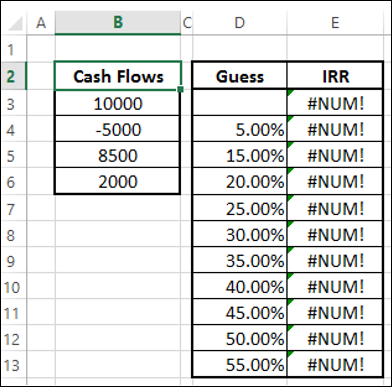 A B C D E
1
2 Cash Flows Guess IRR
3 10000 #NUM!
4 -5000 5.00% #NUM!
5 8500 15.00% #NUM!
6 2000 20.00% #NUM!
7 25.00% #NUM!
8 30.00% #NUM!
9 35.00% #NUM!
10 40.00% #NUM!
11 45.00% #NUM!
12 50.00% #NUM!
13 55.00% #NUM!